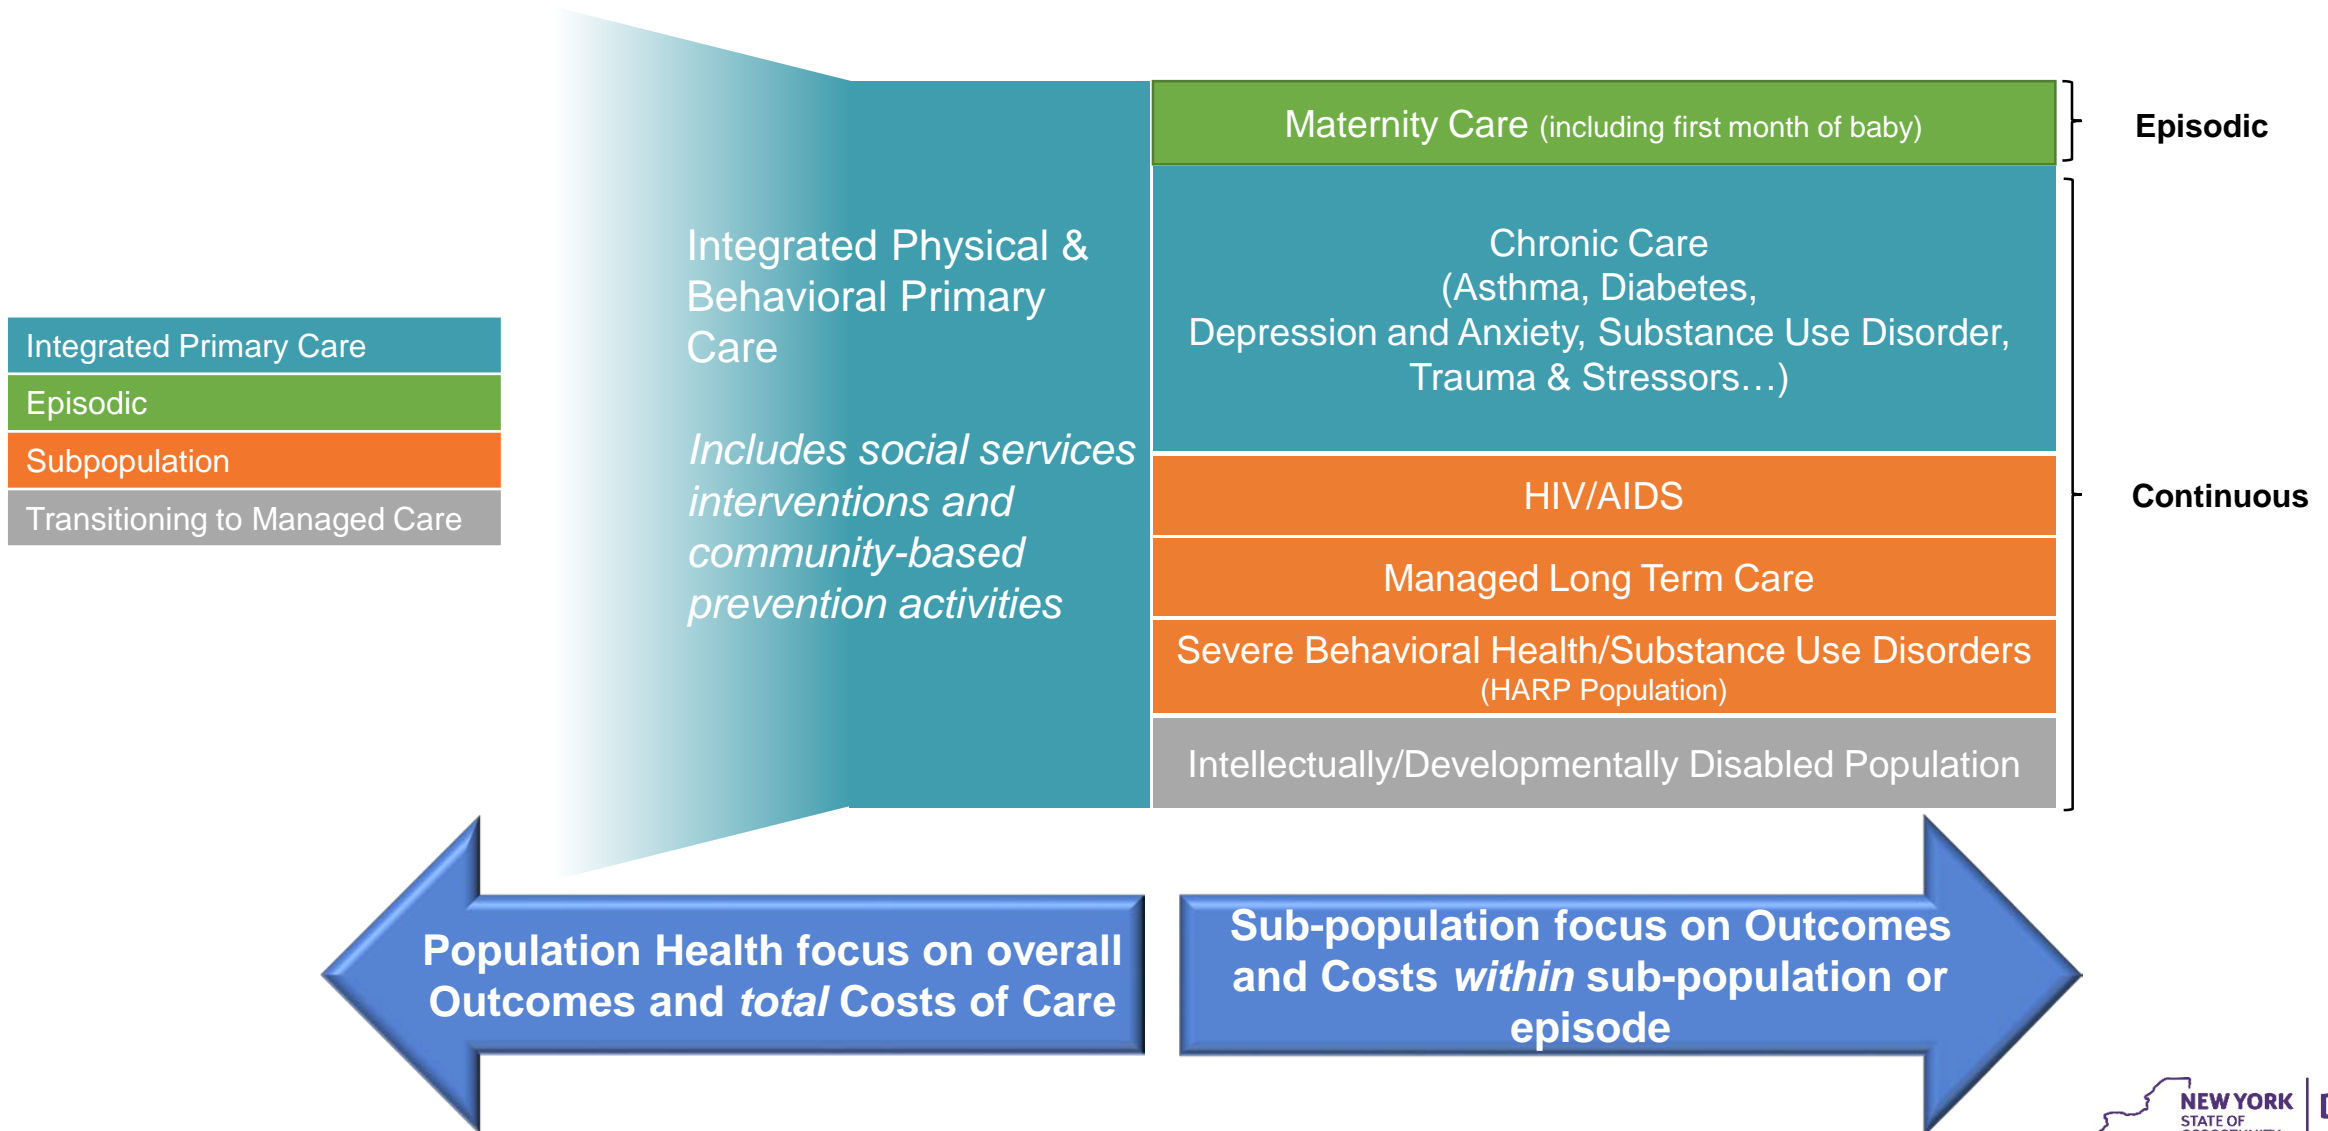 Integrated Primary Care
Episodic
Subpopulation
Transitioning to Managed Care
Integrated Physical &
Behavioral Primary
Care
Includes social services
interventions and
community-based
prevention activities
Maternity Care (including first month of baby)
Chronic Care
(Asthma, Diabetes,
Depression and Anxiety, Substance Use Disorder,
Trauma & Stressors…)
HIV/AIDS
Managed Long Term Care
Severe Behavioral Health/Substance Use Disorders
(HARP Population)
Intellectually/Developmentally Disabled Population
Episodic
Continuous
Population Health focus on overall
Outcomes and total Costs of Care
Sub-population focus on Outcomes
and Costs within sub-population or
episode
NEW YORK
STATE OF